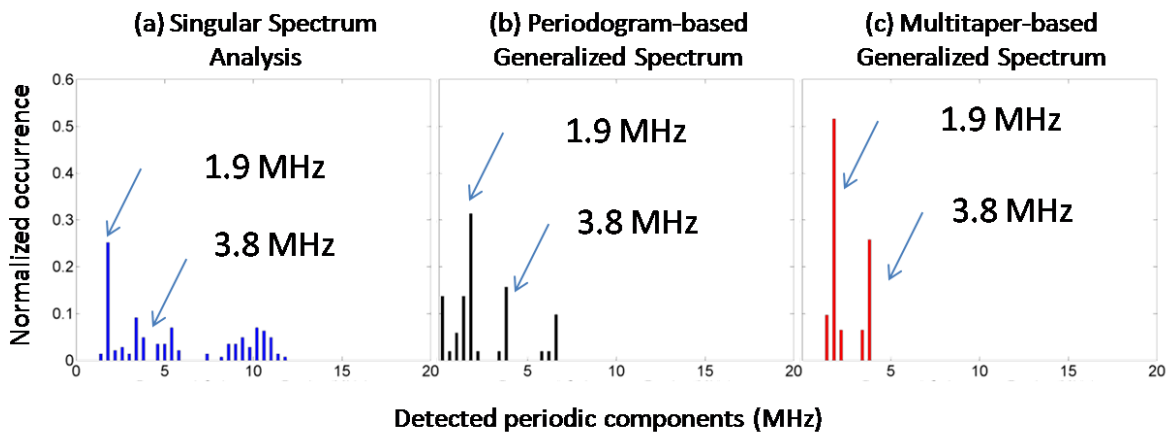 (a) Singular Spectrum
Analysis
(b) Periodogram-based
Generalized Spectrum
(c) Multitaper-based
Generalized Spectrum
Normalized occurrence
0.6
0.5
0.4
0.3
0.2
0.1
0
1.9 MHz
3.8 MHz
0 5 10 15 20
1.9 MHz
3.8 MHz
10 15 20
1.9 MHz
3.8 MHz
5 10 15 20
Detected periodic components (MHz)